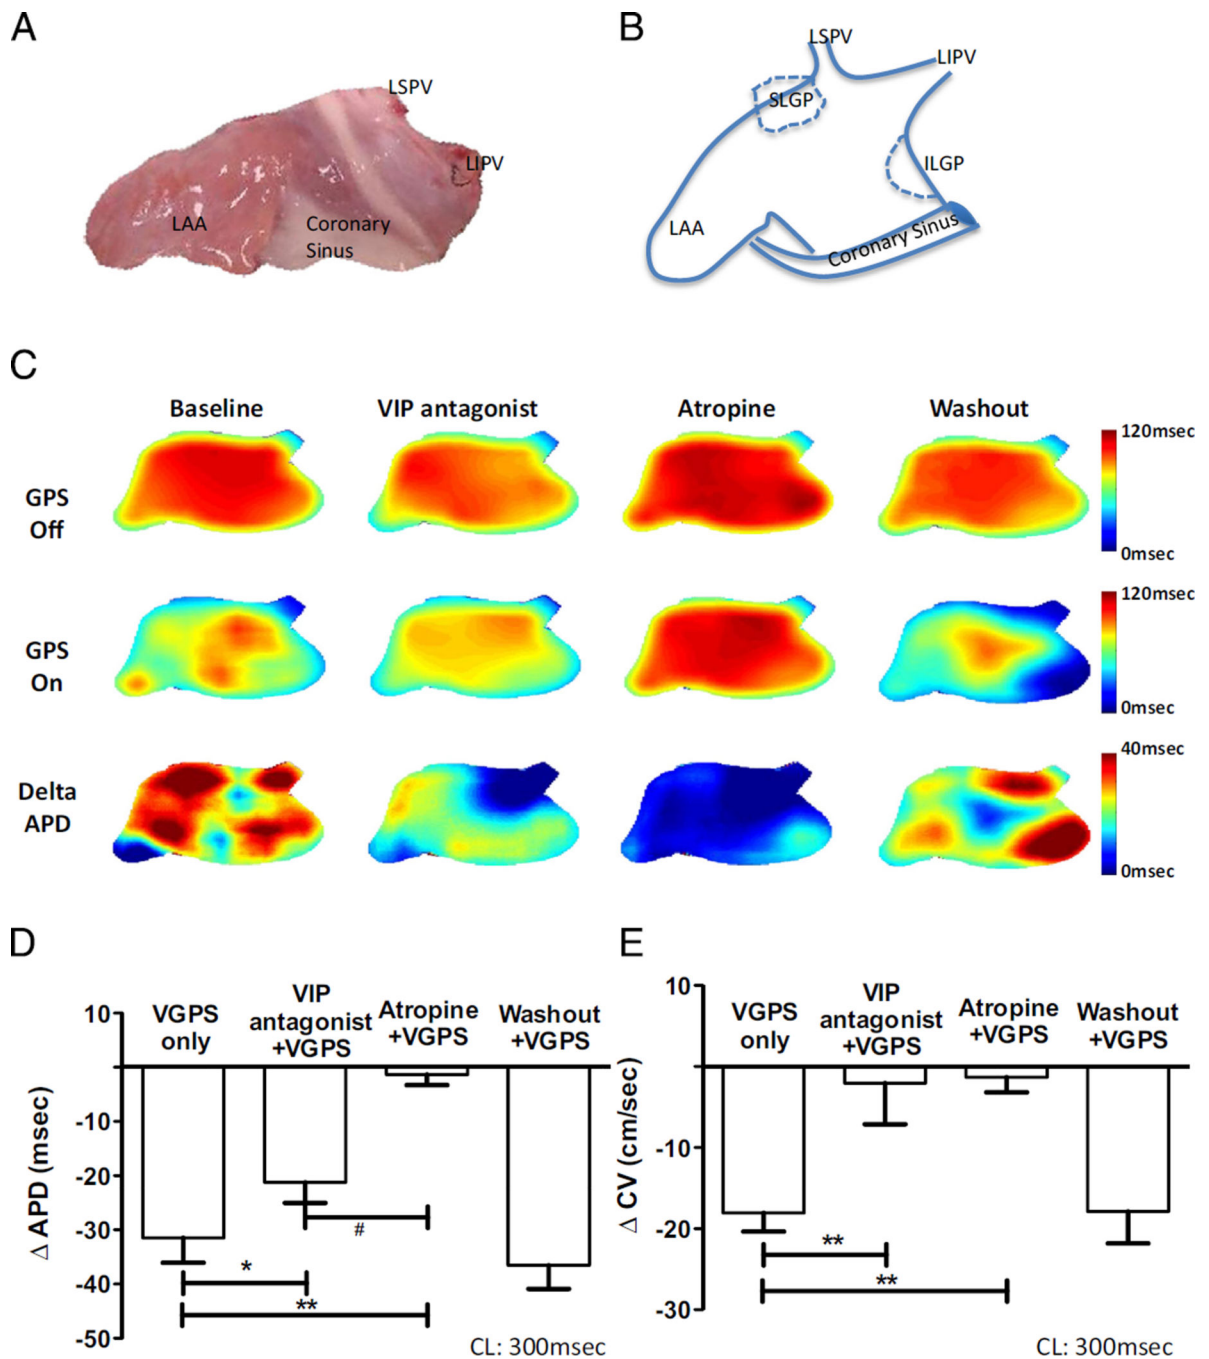 A
LSPV
LIPV
LAA
Coronary
Sinus
B
LSPV
LIPV
SLGP
ILGP
LAA
Coronary Sinus
C
Baseline
VIP antagonist
Atropine
Washout
GPS
Off
120msec
0msec
GPS
On
120msec
0msec
Delta
APD
40msec
0msec
D
VGPS
only
VIP
antagonist
+VGPS
Atropine
+VGPS
Washout
+VGPS
10
-10
-20
-30
-40
-50
Δ APD (msec)
#
*
**
CL: 300msec
E
VGPS
only
VIP
antagonist
+VGPS
Atropine
+VGPS
Washout
+VGPS
10
-10
-20
-30
Δ CV (cm/sec)
**
**
CL: 300msec